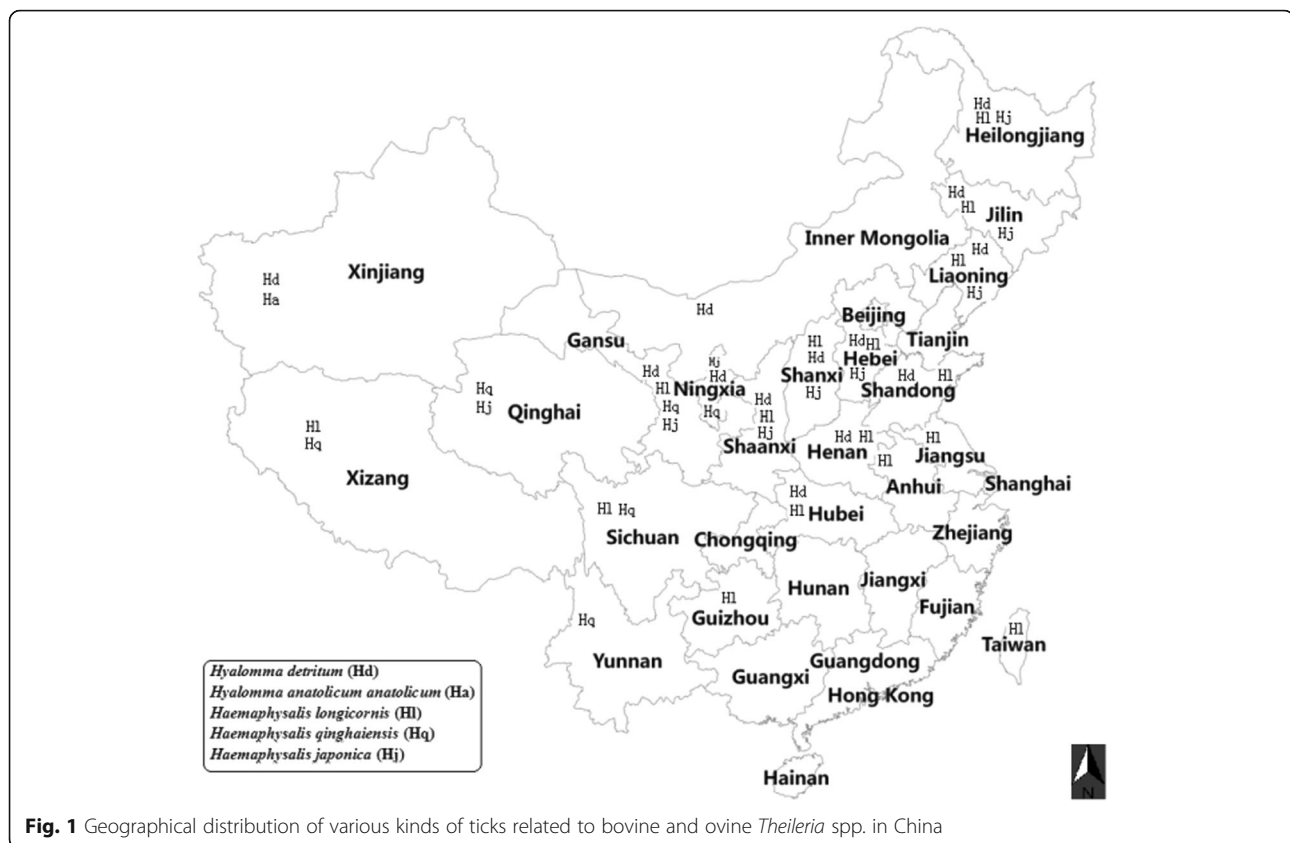 Hd
Hl Hj
Heilongjiang
Hd
Hl
Jilin
Hj
Inner Mongolia
Hd
Hl
Liaoning
Hj
Xinjiang
Hd
Ha
Hd
Beijing
Gansu
Tianjin
Hl
Hd
Shanxi
Hj
Hd Hl
Hebei
Hj
Hd Hl
Shandong
Hj
Ningxia
Hd
Hq
Hd
Hl
Hq
Hj
Hq
Hj
Qinghai
Hd
Hl
Hj
Shaanxi
Hd Hl
Henan
Hl
Jiangsu
Hl
Anhui
Shanghai
Hl
Hq
Xizang
Hl Hq
Sichuan
Chongqing
Hd
Hl
Hubei
Zhejiang
Hunan
Jiangxi
Fujian
Hl
Guizhou
Hq
Yunnan
Hl
Taiwan
Guangxi
Guangdong
Hong Kong
Hainan
Hyalomma detritum (Hd)
Hyalomma anatolicum anatolicum (Ha)
Haemaphysalis longicornis (Hl)
Haemaphysalis qinghaiensis (Hq)
Haemaphysalis japonica (Hj)
N
Fig. 1 Geographical distribution of various kinds of ticks related to bovine and ovine Theileria spp. in China